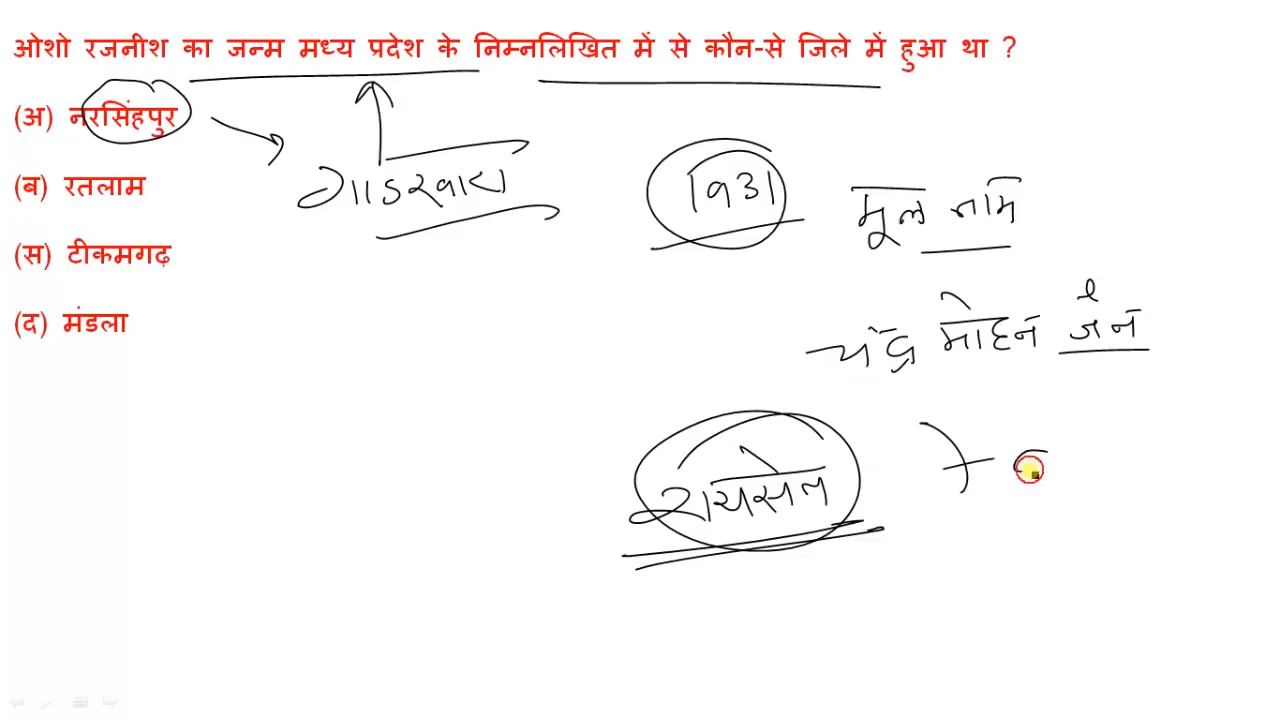 ओशो रजनीश का जन्म मध्य प्रदेश के निम्नलिखित में से कौन-से जिले में हुआ था ?
(अ) नरसिंहपुर
(ब) रतलाम
(स) टीकमगढ़
(द) मंडला
गाडरवारा
1931
मूल नाम
चंद्र मोहन जैन
रायसेन